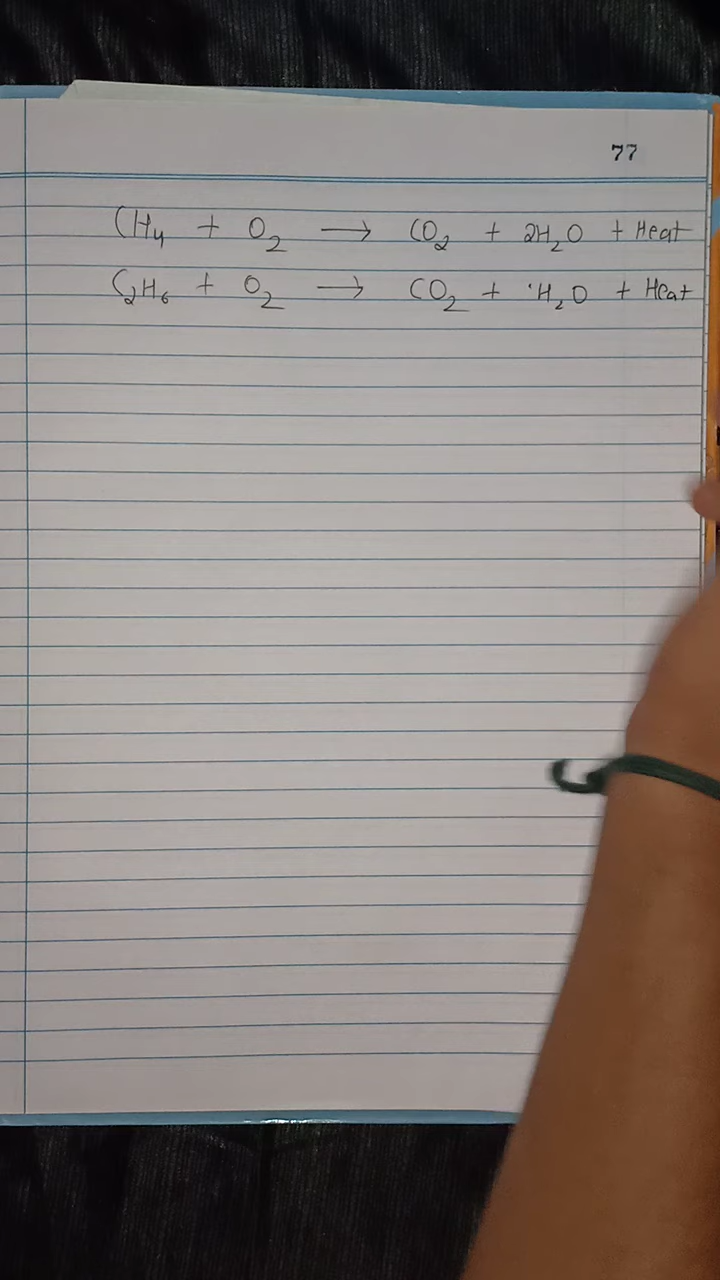 77
CH₄ + O₂ ⟶ CO₂ + 2H₂O + Heat
C₂H₆ + O₂ ⟶ CO₂ + H₂O + Heat